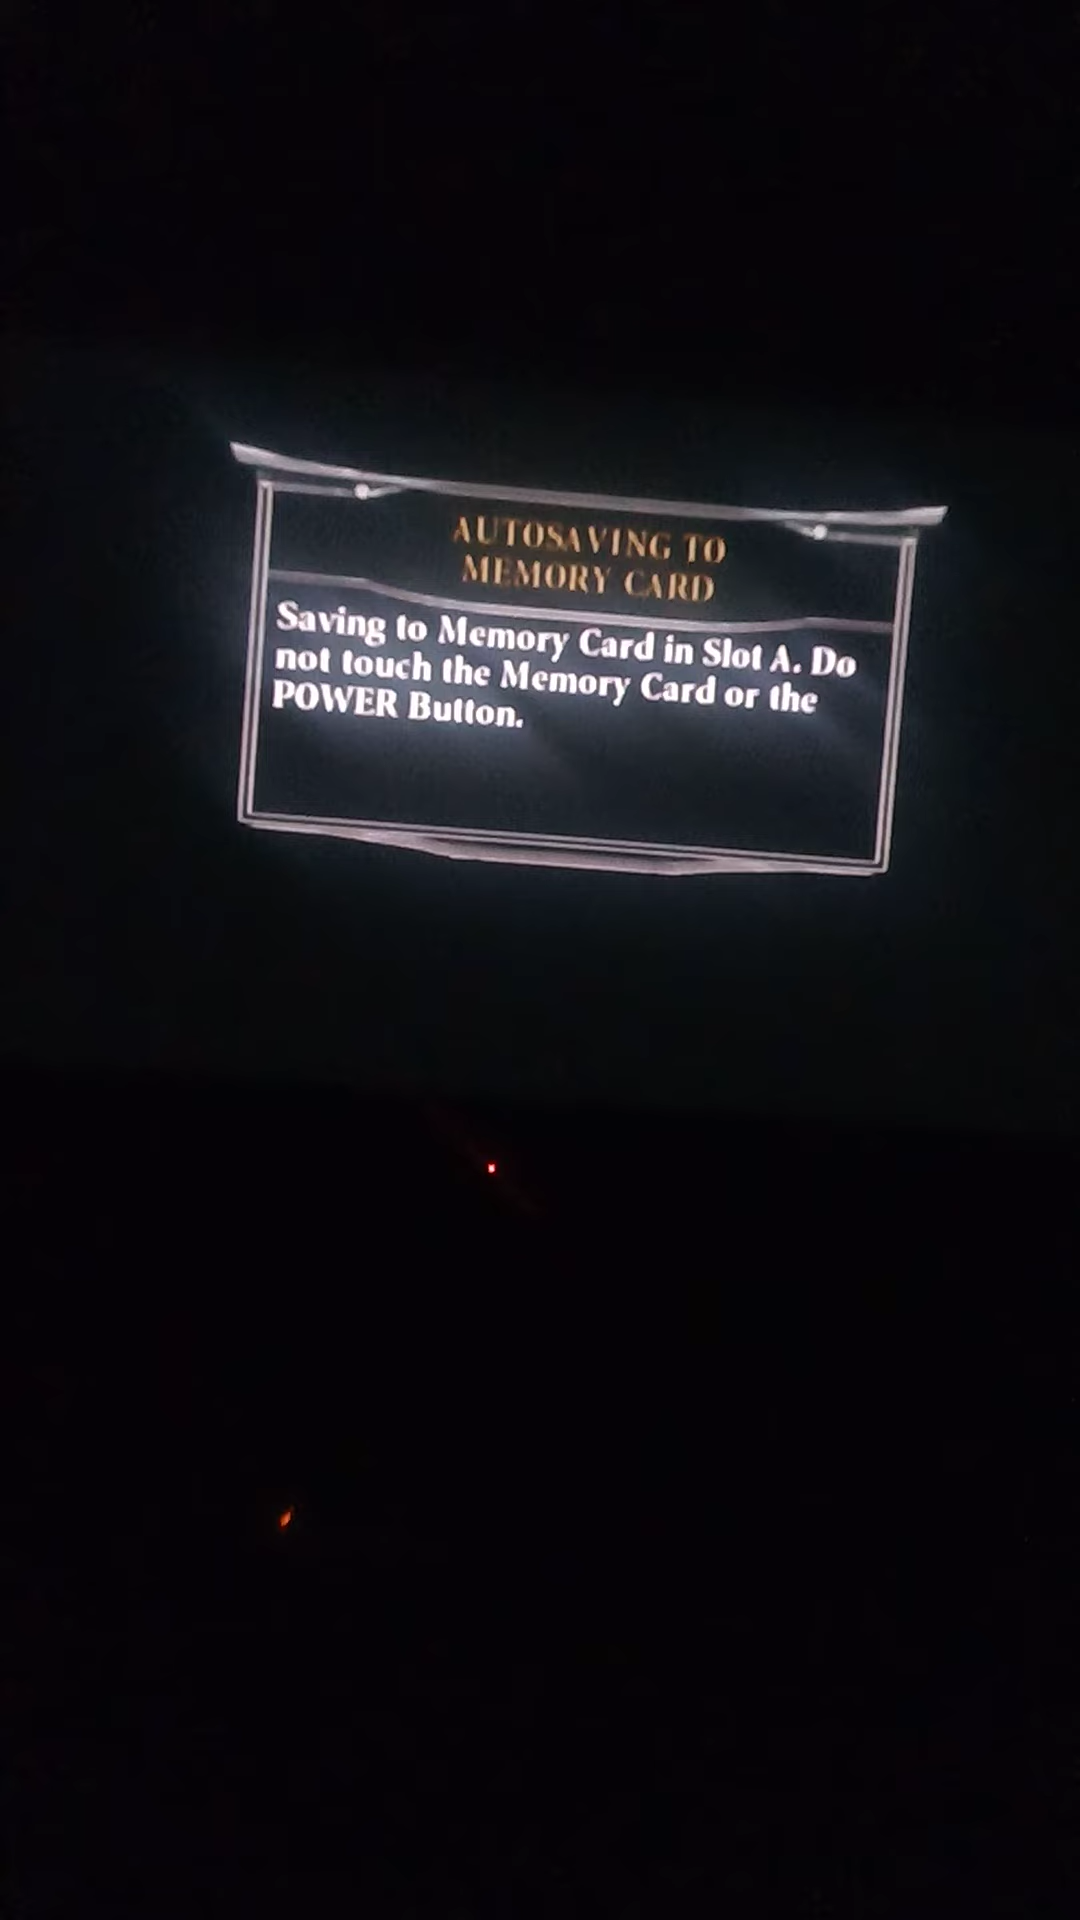 AUTOSAVING TO
MEMORY CARD
Saving to Memory Card in Slot A. Do
not touch the Memory Card or the
POWER Button.